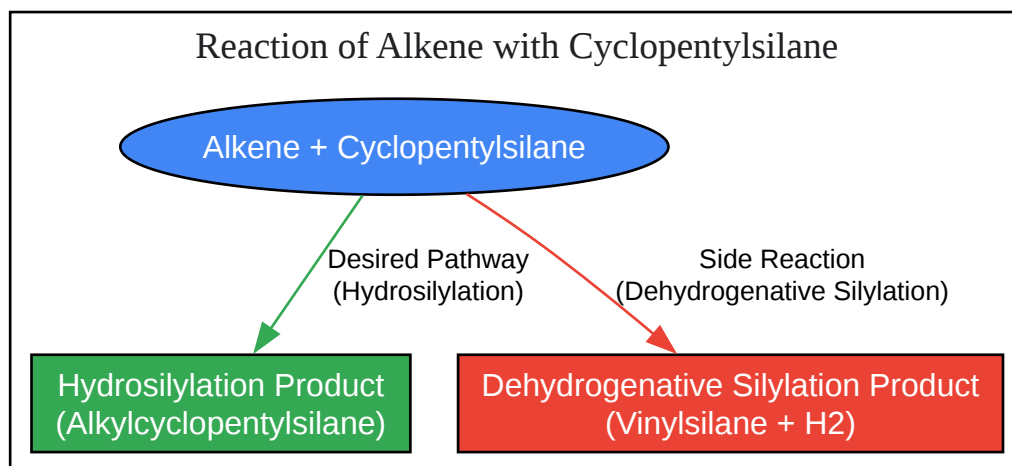 Reaction of Alkene with Cyclopentylsilane
Alkene + Cyclopentylsilane
Desired Pathway
(Hydrosilylation)
Side Reaction
(Dehydrogenative Silylation)
Hydrosilylation Product
(Alkylcyclopentylsilane)
Dehydrogenative Silylation Product
(Vinylsilane + H2)